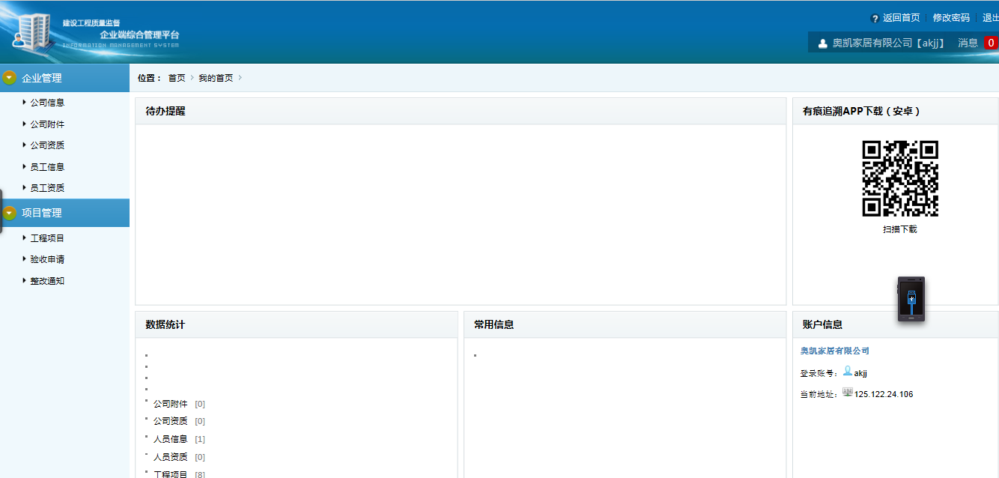 建设工程质量监督
企业端综合管理平台
INFORMATION MANAGEMENT SYSTEM
返回首页 修改密码 退出
奥凯家居有限公司【akjj】 消息 0
企业管理
公司信息
公司附件
公司资质
员工信息
员工资质
项目管理
工程项目
验收申请
整改通知
位置： 首页 > 我的首页 >
待办提醒
有痕追溯APP下载（安卓）
扫描下载
数据统计
公司附件 [0]
公司资质 [0]
人员信息 [1]
人员资质 [0]
工程项目 [8]
常用信息
账户信息
奥凯家居有限公司
登录账号： akjj
当前地址： 125.122.24.106